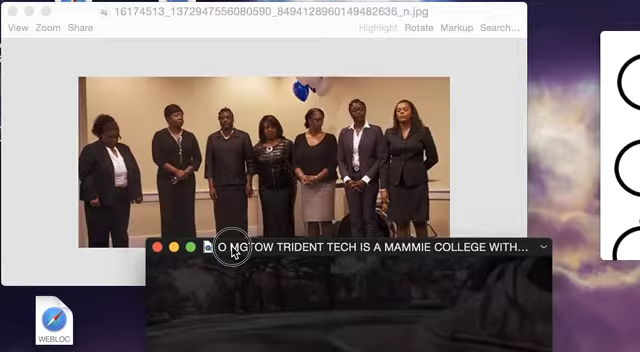 16174513_1372947556080590_8494128960149482636_n.jpg
View Zoom Share Highlight Rotate Markup Search...
O MGTOW TRIDENT TECH IS A MAMMIE COLLEGE WITH...
WEBLOC